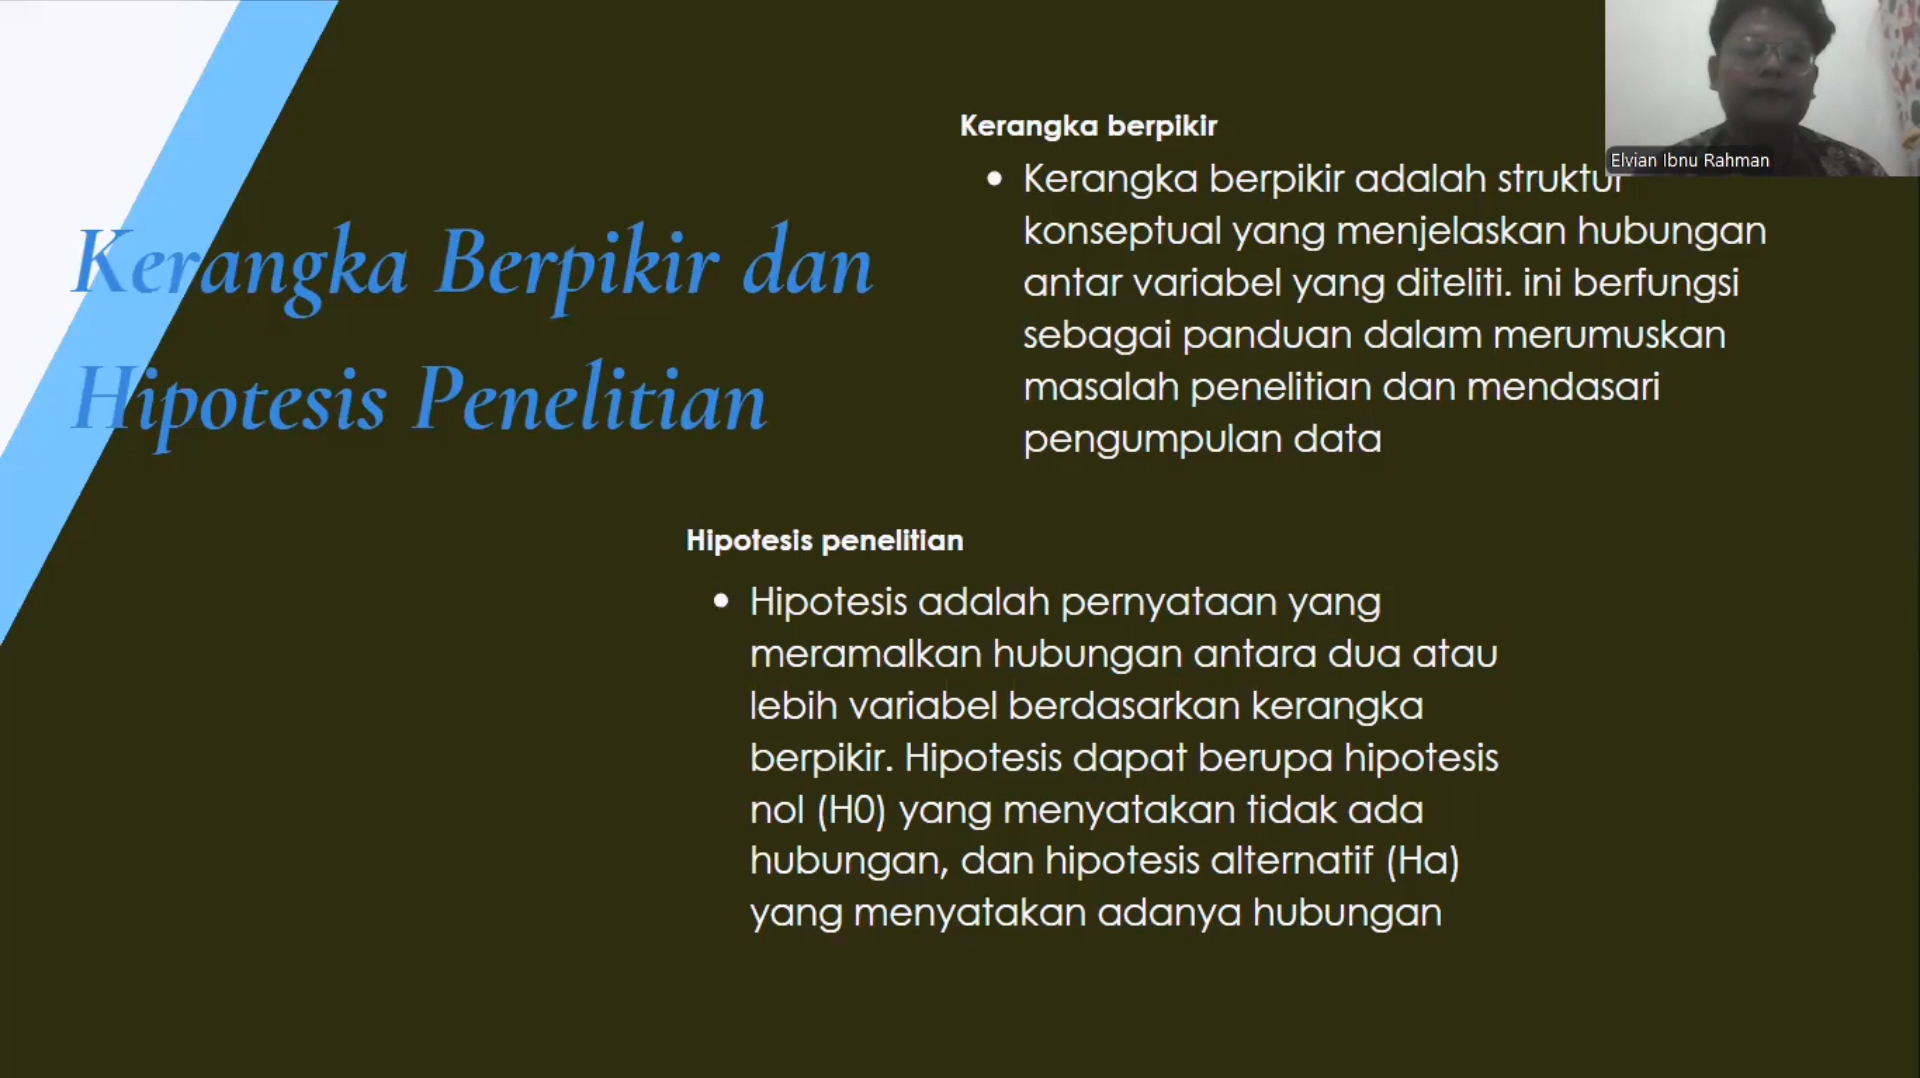 Kerangka Berpikir dan
Hipotesis Penelitian
Kerangka berpikir
• Kerangka berpikir adalah struktur
konseptual yang menjelaskan hubungan
antar variabel yang diteliti. ini berfungsi
sebagai panduan dalam merumuskan
masalah penelitian dan mendasari
pengumpulan data
Elvian Ibnu Rahman
Hipotesis penelitian
• Hipotesis adalah pernyataan yang
meramalkan hubungan antara dua atau
lebih variabel berdasarkan kerangka
berpikir. Hipotesis dapat berupa hipotesis
nol (H0) yang menyatakan tidak ada
hubungan, dan hipotesis alternatif (Ha)
yang menyatakan adanya hubungan